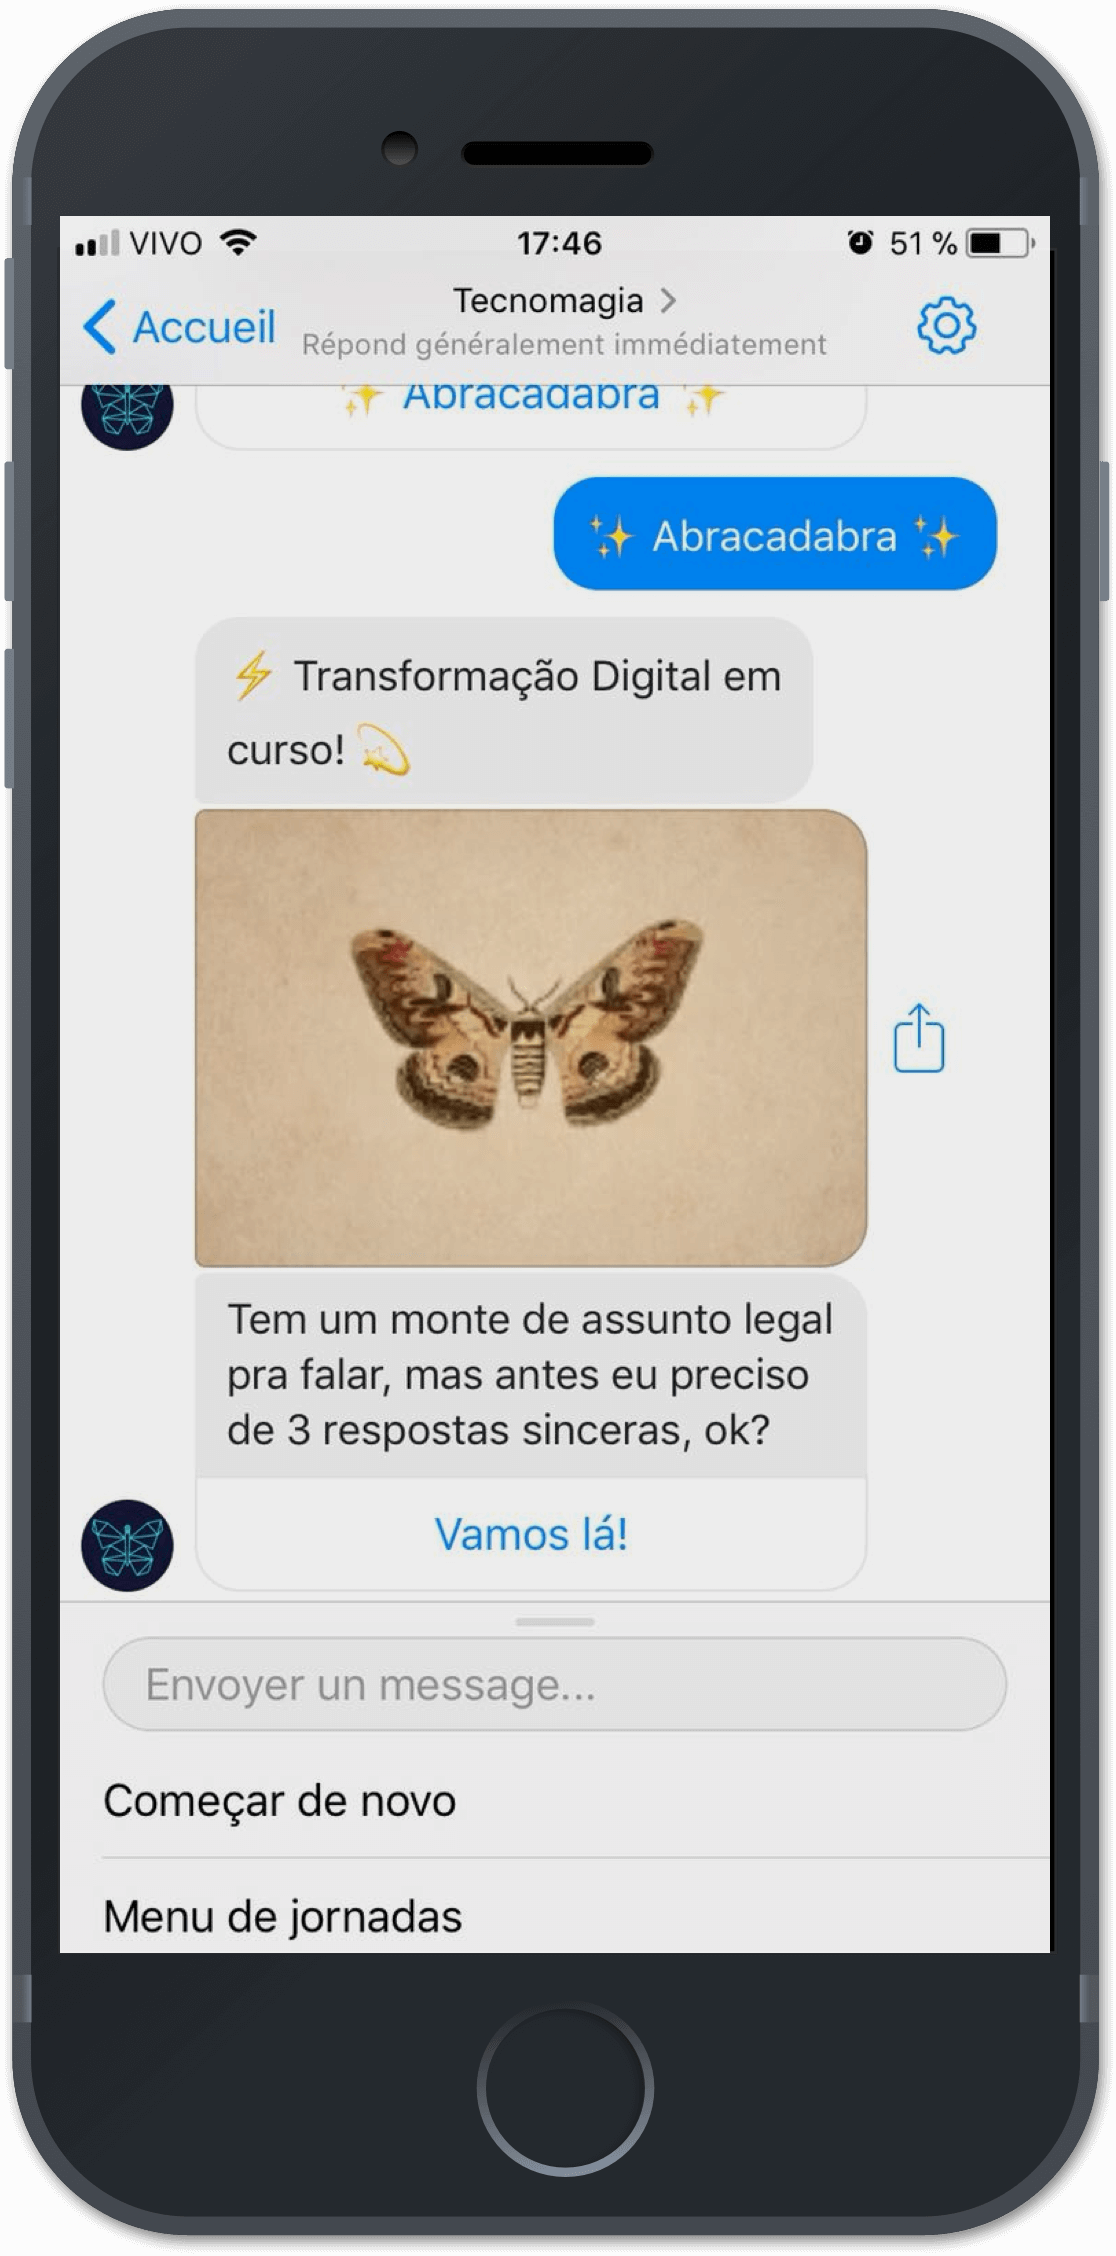 VIVO 17:46 51 %
Accueil
Tecnomagia
Répond généralement immédiatement
✨ Abracadabra ✨
✨ Abracadabra ✨
⚡ Transformação Digital em
curso! 💫
Tem um monte de assunto legal
pra falar, mas antes eu preciso
de 3 respostas sinceras, ok?
Vamos lá!
Envoyer un message...
Começar de novo
Menu de jornadas